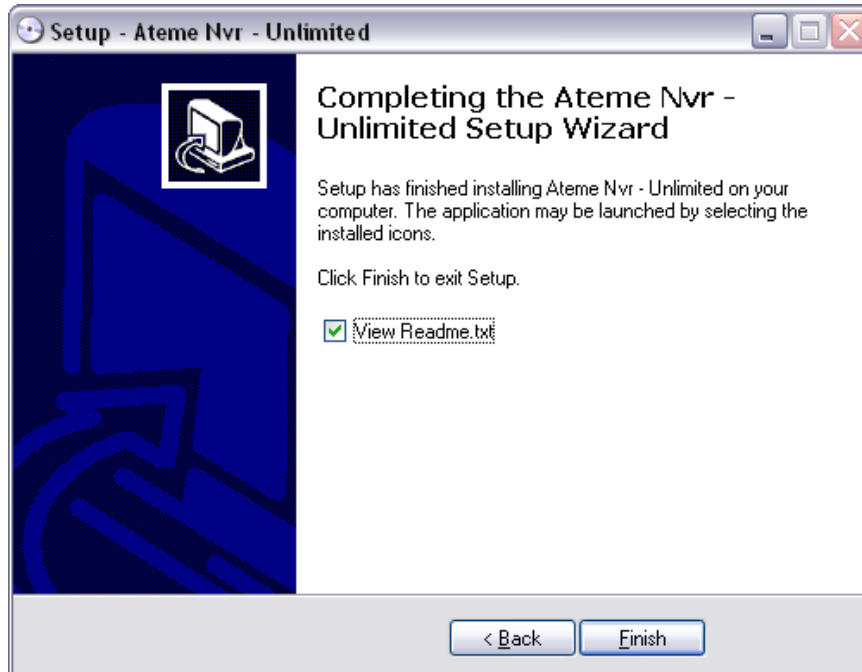 Setup - Ateme Nvr - Unlimited
Completing the Ateme Nvr -
Unlimited Setup Wizard
Setup has finished installing Ateme Nvr - Unlimited on your
computer. The application may be launched by selecting the
installed icons.
Click Finish to exit Setup.
View Readme.txt
< Back Finish